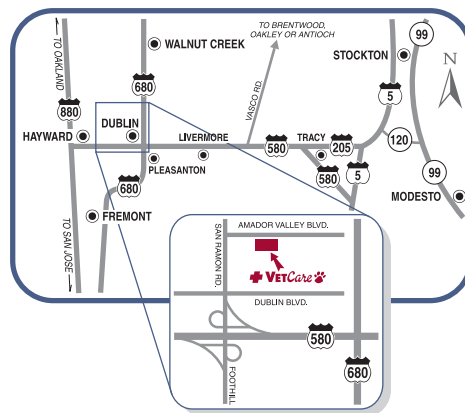 TO BRENTWOOD,
OAKLEY OR ANTIOCH
TO OAKLAND
WALNUT CREEK
STOCKTON
99
N
680
880
VASCO RD.
5
DUBLIN
HAYWARD
LIVERMORE
TRACY
205
120
580
PLEASANTON
580
5
680
99
MODESTO
FREMONT
TO SAN JOSE
SAN RAMON RD.
AMADOR VALLEY BLVD.
VETCare
DUBLIN BLVD.
580
680
FOOTHILL